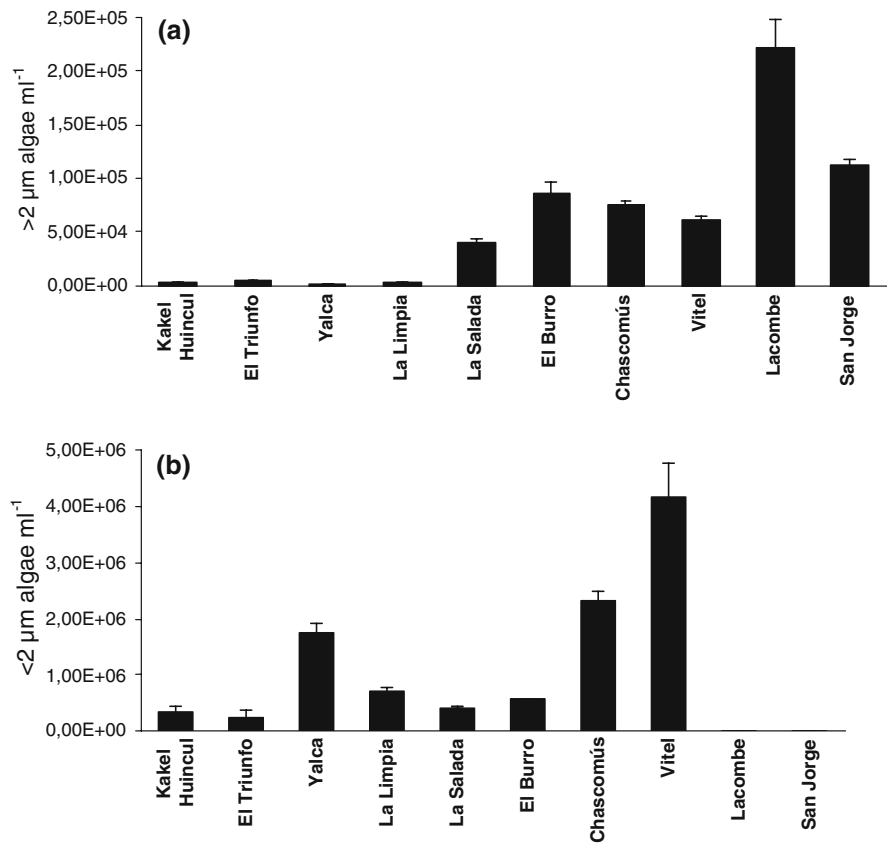 (a)
>2 µm algae ml⁻¹
2,50E+05
2,00E+05
1,50E+05
1,00E+05
5,00E+04
0,00E+00
Kakel
Huincul
El Triunfo
Yalca
La Limpia
La Salada
El Burro
Chascomús
Vitel
Lacombe
San Jorge
(b)
<2 µm algae ml⁻¹
5,00E+06
4,00E+06
3,00E+06
2,00E+06
1,00E+06
0,00E+00
Kakel
Huincul
El Triunfo
Yalca
La Limpia
La Salada
El Burro
Chascomús
Vitel
Lacombe
San Jorge